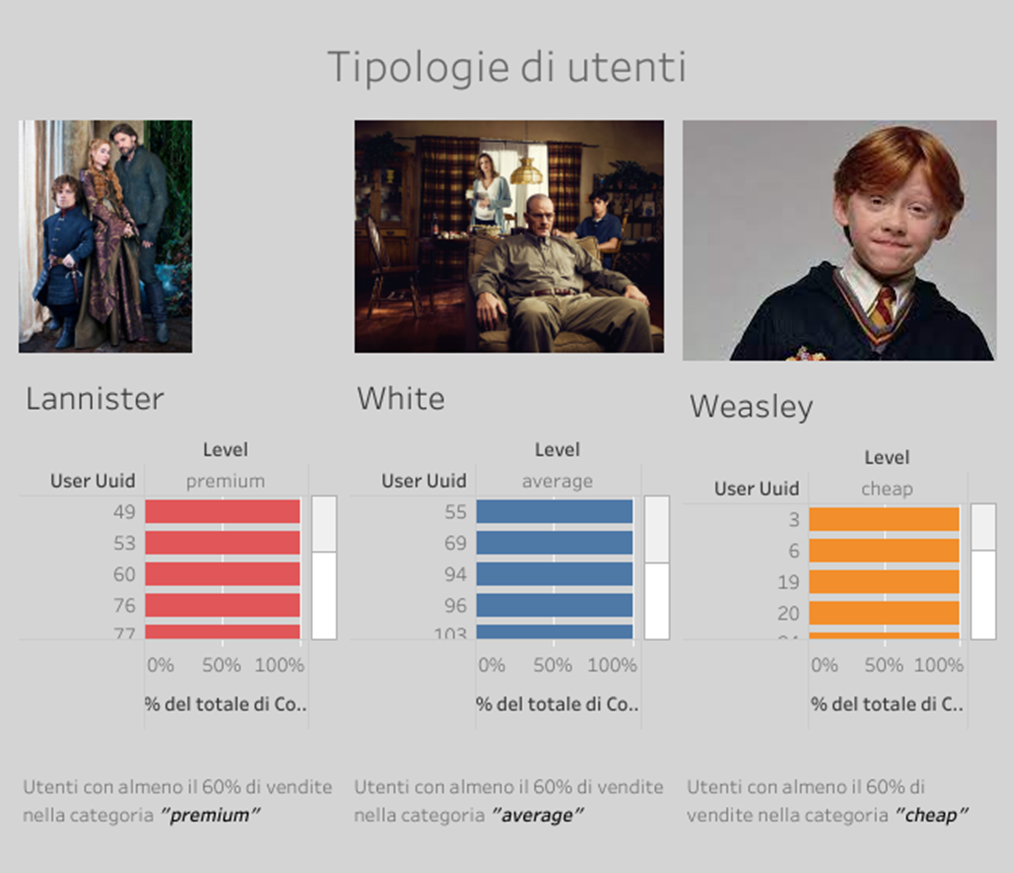 Tipologie di utenti
Lannister
Level
User Uuid premium
49
53
60
76
77
0% 50% 100%
% del totale di Co..
Utenti con almeno il 60% di vendite
nella categoria "premium"
White
Level
User Uuid average
55
69
94
96
103
0% 50% 100%
% del totale di Co..
Utenti con almeno il 60% di vendite
nella categoria "average"
Weasley
Level
User Uuid cheap
3
6
19
20
0% 50% 100%
% del totale di C..
Utenti con almeno il 60% di
vendite nella categoria "cheap"